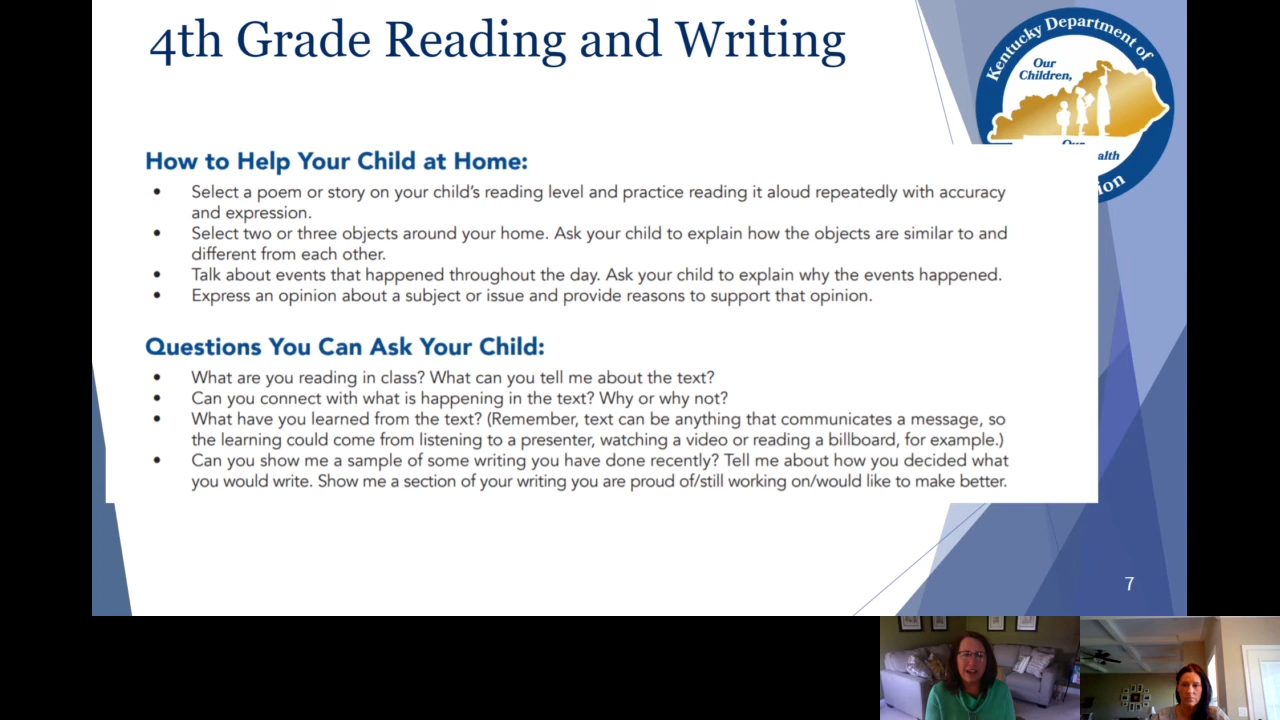 4th Grade Reading and Writing
Kentucky Department of
Our
Children,
Our
alth
ion
How to Help Your Child at Home:
• Select a poem or story on your child's reading level and practice reading it aloud repeatedly with accuracy
and expression.
• Select two or three objects around your home. Ask your child to explain how the objects are similar to and
different from each other.
• Talk about events that happened throughout the day. Ask your child to explain why the events happened.
• Express an opinion about a subject or issue and provide reasons to support that opinion.
Questions You Can Ask Your Child:
• What are you reading in class? What can you tell me about the text?
• Can you connect with what is happening in the text? Why or why not?
• What have you learned from the text? (Remember, text can be anything that communicates a message, so
the learning could come from listening to a presenter, watching a video or reading a billboard, for example.)
• Can you show me a sample of some writing you have done recently? Tell me about how you decided what
you would write. Show me a section of your writing you are proud of/still working on/would like to make better.
7